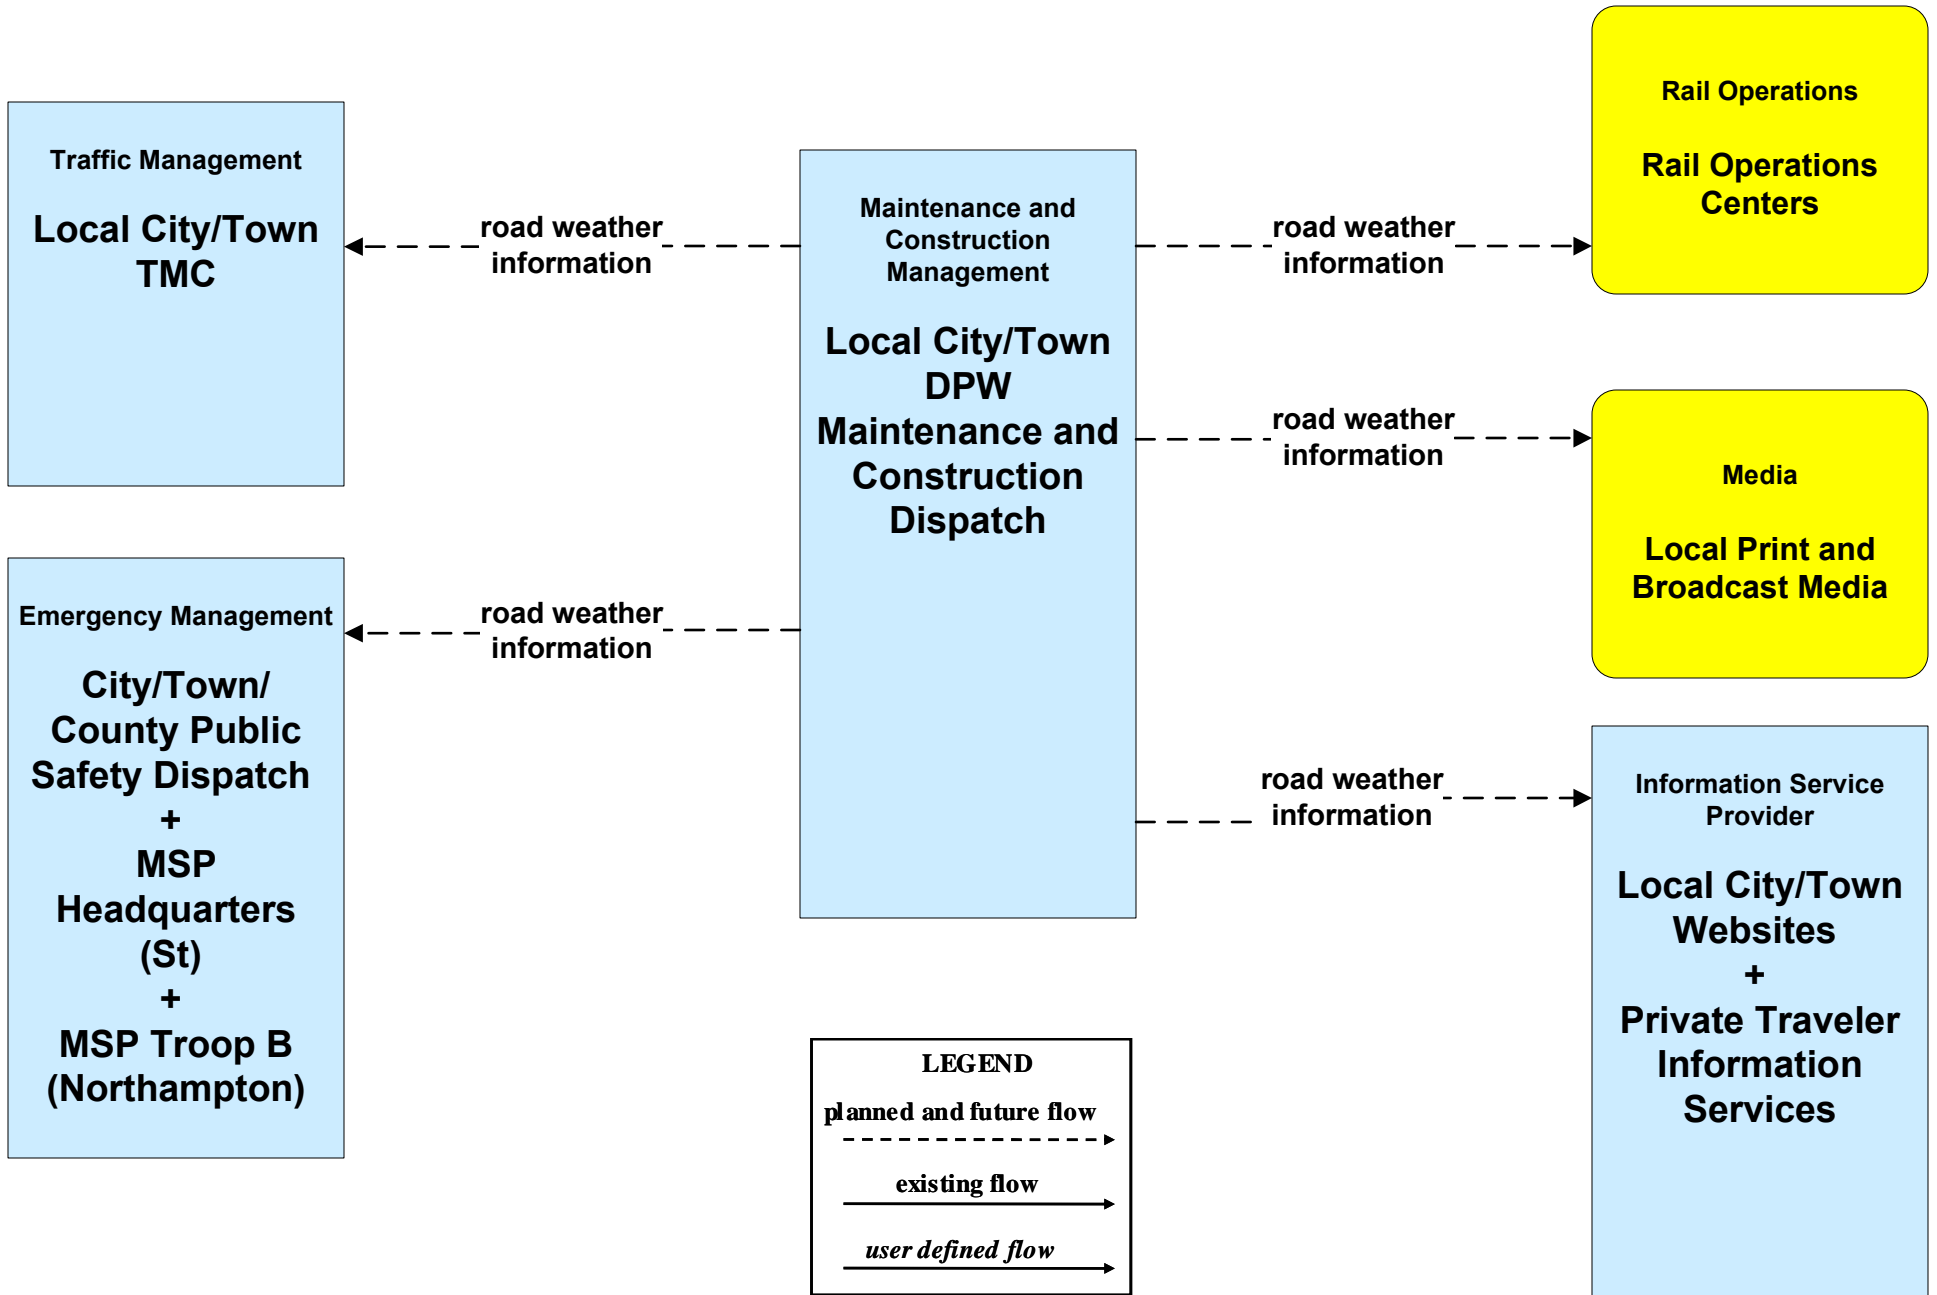 Traffic Management
Local City/Town
TMC
Emergency Management
City/Town/
County Public
Safety Dispatch
+
MSP
Headquarters
(St)
+
MSP Troop B
(Northampton)
road weather
information
road weather
information
Maintenance and
Construction
Management
Local City/Town
DPW
Maintenance and
Construction
Dispatch
road weather
information
road weather
information
road weather
information
Rail Operations
Rail Operations
Centers
Media
Local Print and
Broadcast Media
Information Service
Provider
Local City/Town
Websites
+
Private Traveler
Information
Services
LEGEND
planned and future flow
existing flow
user defined flow